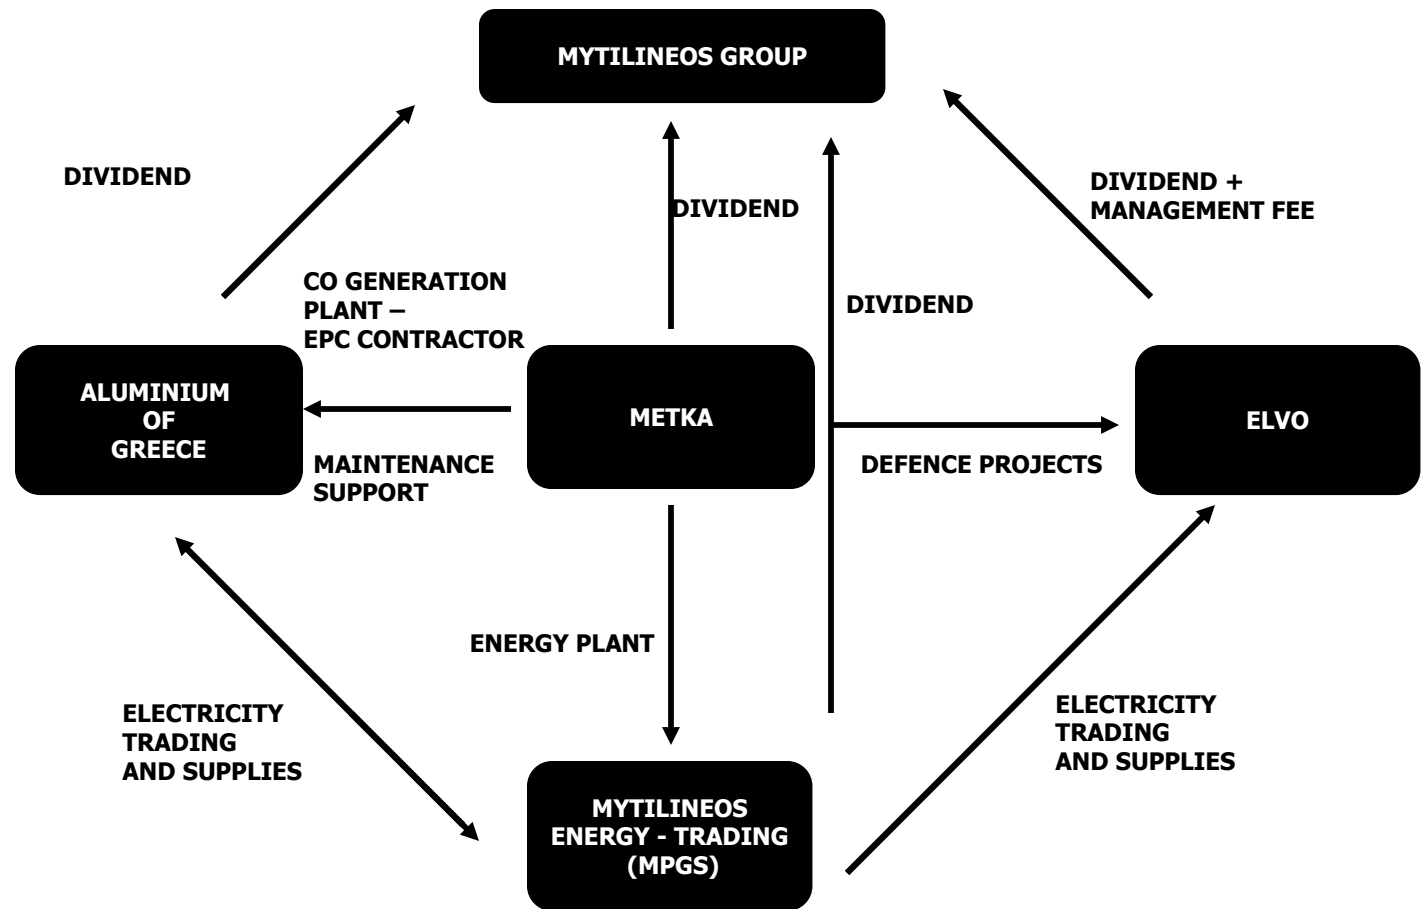 MYTILINEOS GROUP
DIVIDEND
DIVIDEND +
MANAGEMENT FEE
DIVIDEND
CO GENERATION
PLANT –
EPC CONTRACTOR
DIVIDEND
ALUMINIUM
OF
GREECE
METKA
ELVO
MAINTENANCE
SUPPORT
DEFENCE PROJECTS
ENERGY PLANT
ELECTRICITY
TRADING
AND SUPPLIES
ELECTRICITY
TRADING
AND SUPPLIES
MYTILINEOS
ENERGY - TRADING
(MPGS)